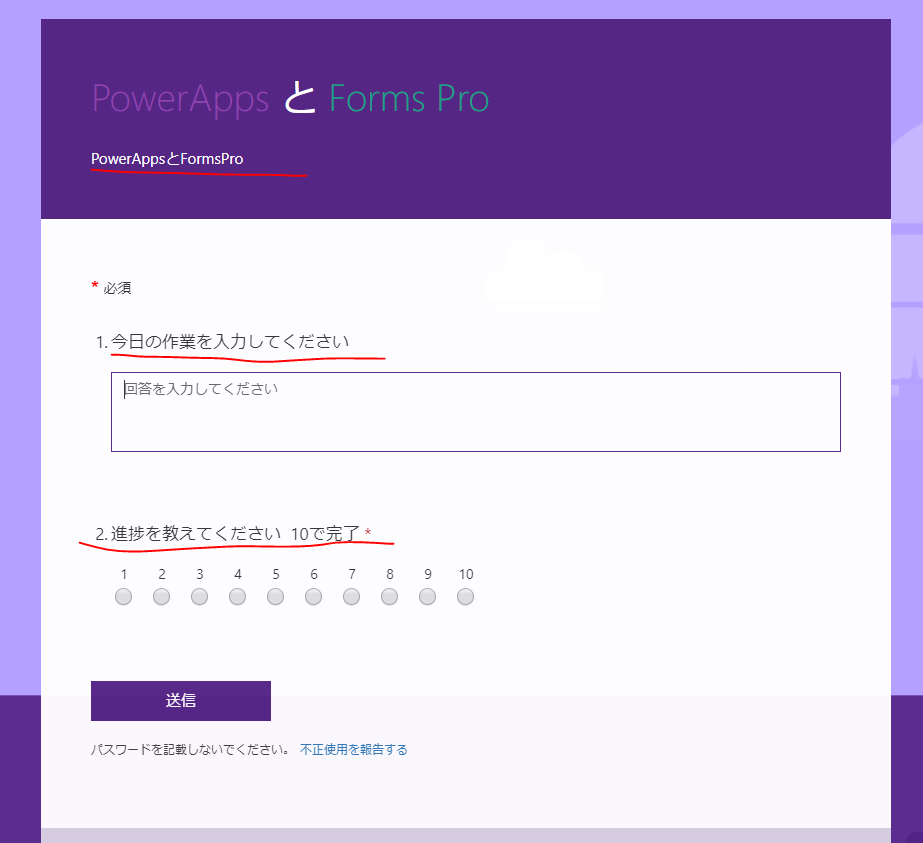 PowerApps と Forms Pro
PowerAppsとFormsPro
* 必須
1. 今日の作業を入力してください
回答を入力してください
2. 進捗を教えてください 10で完了 *
1 2 3 4 5 6 7 8 9 10
送信
パスワードを記載しないでください。 不正使用を報告する